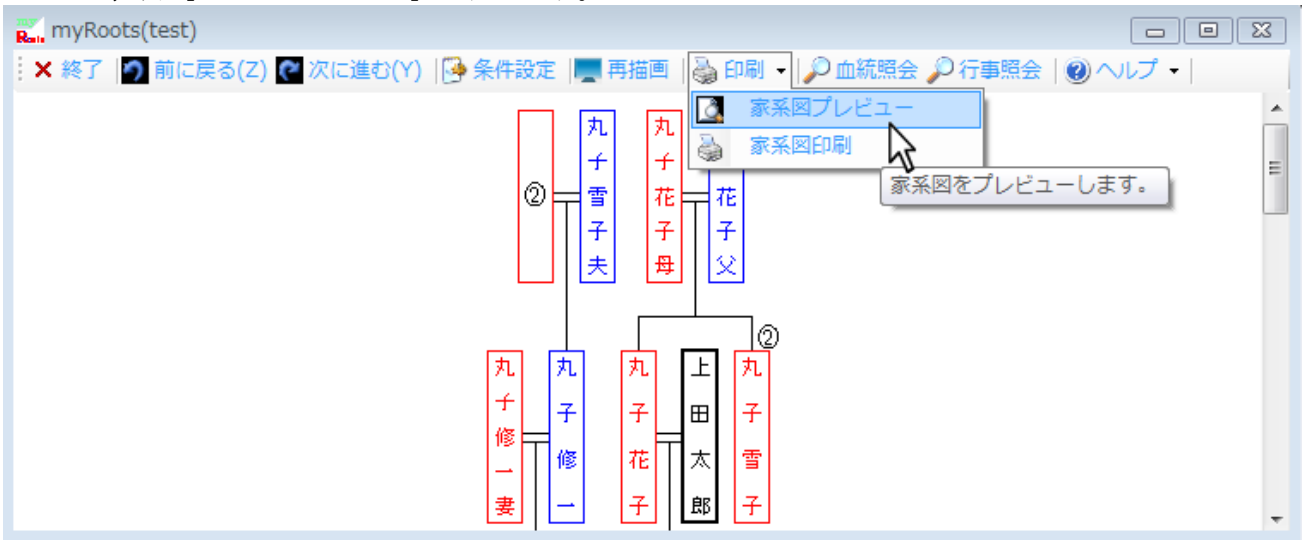 myRoots(test)
終了 前に戻る(Z) 次に進む(Y) 条件設定 再描画 印刷 血統照会 行事照会 ヘルプ
家系図プレビュー
家系図印刷
家系図をプレビューします。
②
丸子雪子夫
丸子花子母
花子父
②
丸子修一妻
丸子修一
丸子花子
上田太郎
丸子雪子